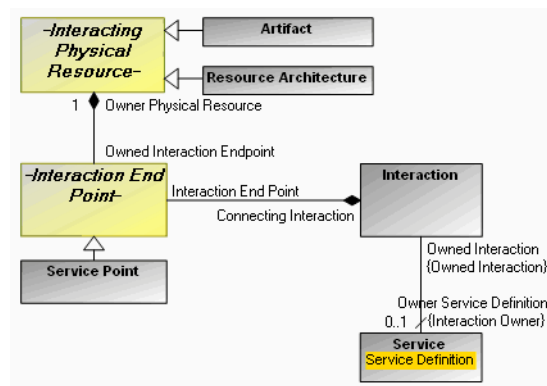 -Interacting
Physical
Resource-
Artifact
Resource Architecture
1
Owner Physical Resource
Owned Interaction Endpoint
-Interaction End
Point-
Interaction End Point
Connecting Interaction
Interaction
Service Point
Owned Interaction
{Owned Interaction}
Owner Service Definition
0..1
/{Interaction Owner}
Service
Service Definition